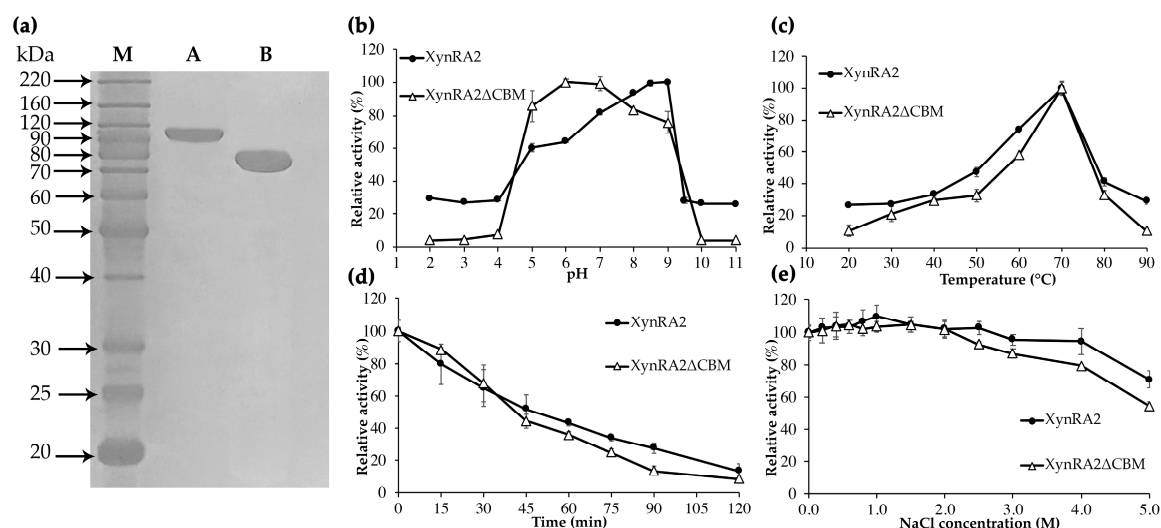 (a)
kDa M A B
220
160
120
90
80
70
60
50
40
30
25
20
(b)
120
100
80
60
40
20
0
Relative activity (%)
XynRA2
XynRA2ΔCBM
1 2 3 4 5 6 7 8 9 10 11
pH
(c)
120
100
80
60
40
20
0
Relative activity (%)
XynRA2
XynRA2ΔCBM
10 20 30 40 50 60 70 80 90
Temperature (°C)
(d)
120
100
80
60
40
20
0
Relative activity (%)
XynRA2
XynRA2ΔCBM
0 15 30 45 60 75 90 105 120
Time (min)
(e)
120
100
80
60
40
20
0
Relative activity (%)
XynRA2
XynRA2ΔCBM
0.0 1.0 2.0 3.0 4.0 5.0
NaCl concentration (M)